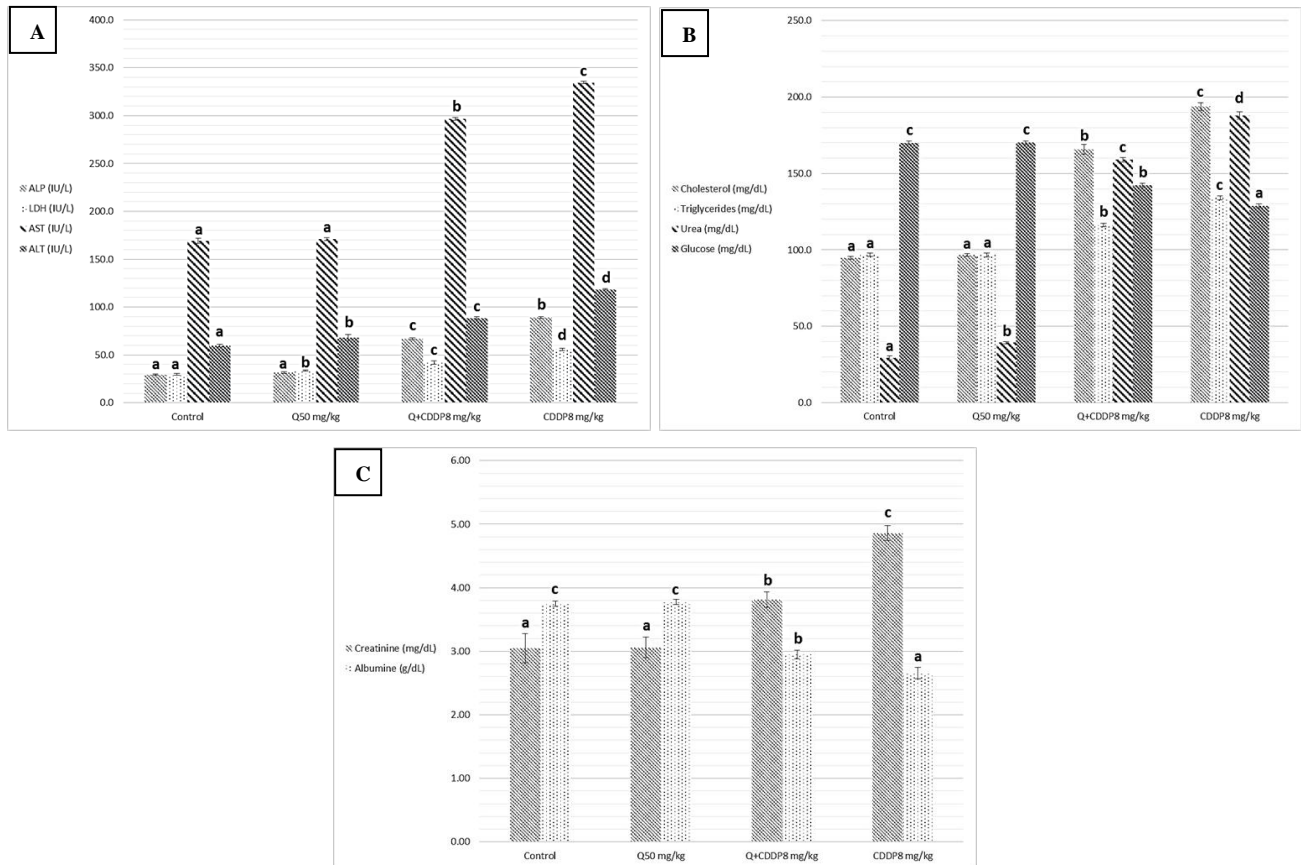 A
400.0
350.0
300.0
250.0
200.0
150.0
100.0
50.0
0.0
ALP (IU/L)
LDH (IU/L)
AST (IU/L)
ALT (IU/L)
a a a a
a b a b
c c b c
b d c d
Control Q50 mg/kg Q+CDDP8 mg/kg CDDP8 mg/kg
B
250.0
200.0
150.0
100.0
50.0
0.0
Cholesterol (mg/dL)
Triglycerides (mg/dL)
Urea (mg/dL)
Glucose (mg/dL)
a a a c
a a b c
b b c b
c c d a
Control Q50 mg/kg Q+CDDP8 mg/kg CDDP8 mg/kg
C
6.00
5.00
4.00
3.00
2.00
1.00
0.00
Creatinine (mg/dL)
Albumine (g/dL)
a c
a c
b b
c a
Control Q50 mg/kg Q+CDDP8 mg/kg CDDP8 mg/kg